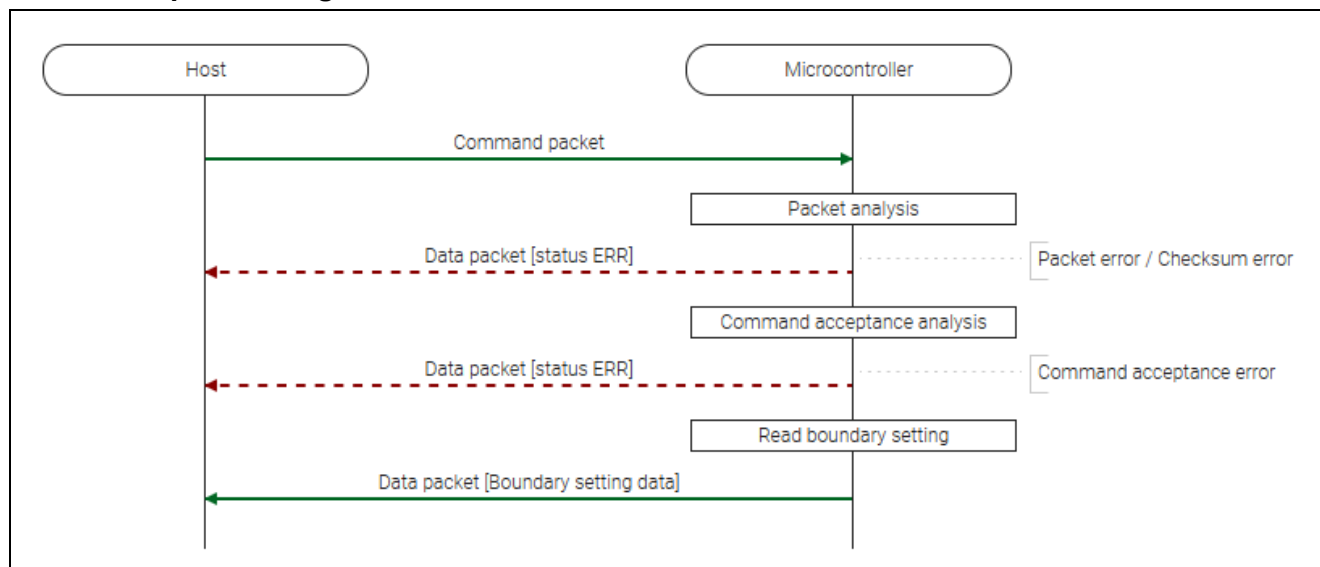 Host
Microcontroller
Command packet
Packet analysis
Data packet [status ERR]
Packet error / Checksum error
Command acceptance analysis
Data packet [status ERR]
Command acceptance error
Read boundary setting
Data packet [Boundary setting data]